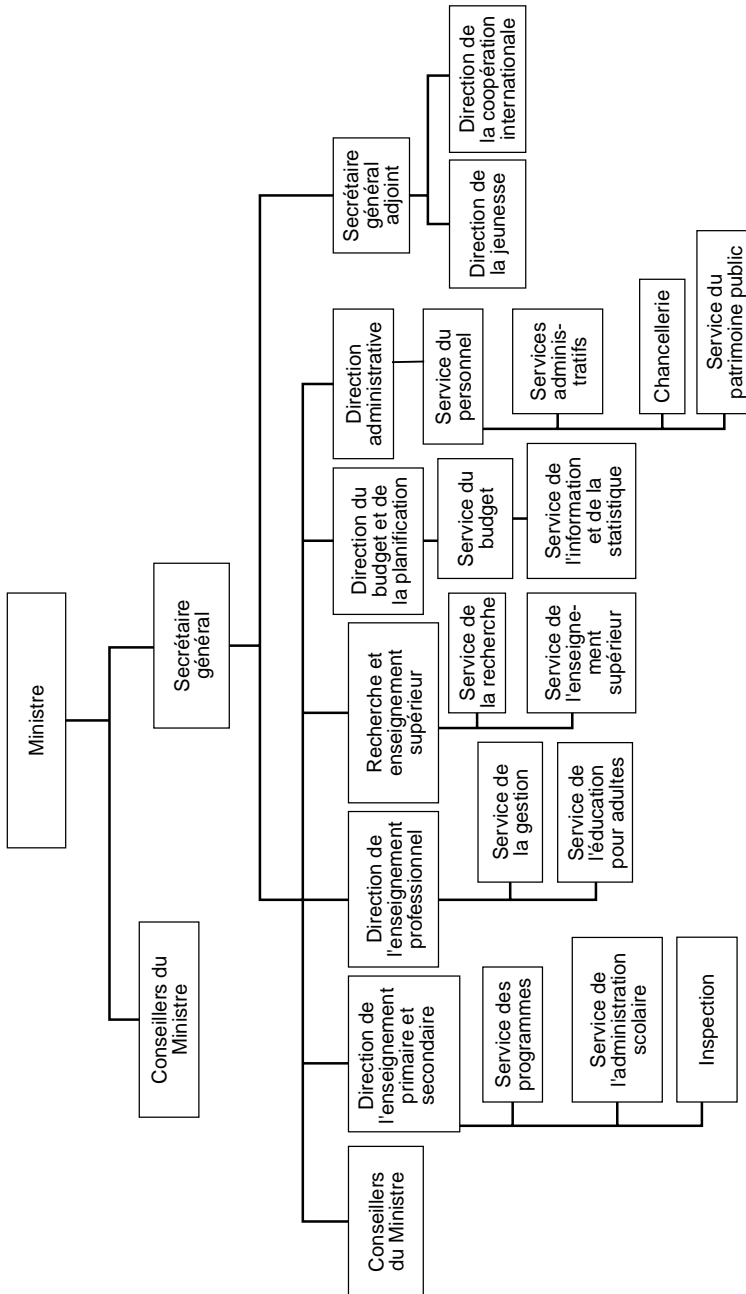 Ministre
Conseillers du
Ministre
Secrétaire
général
Conseillers
du Ministre
Direction de
l'enseignement
primaire et
secondaire
Service des
programmes
Service de
l'administration
scolaire
Inspection
Direction de
l'enseignement
professionnel
Service de
la gestion
Service de
l'éducation
pour adultes
Recherche et
enseignement
supérieur
Service de
la recherche
Service de
l'enseigne-
ment
supérieur
Direction du
budget et de
la planification
Service du
budget
Service de
l'information
et de la
statistique
Direction
administrative
Service du
personnel
Services
adminis-
tratifs
Chancellerie
Service du
patrimoine public
Secrétaire
général
adjoint
Direction de
la jeunesse
Direction de
la coopération
internationale